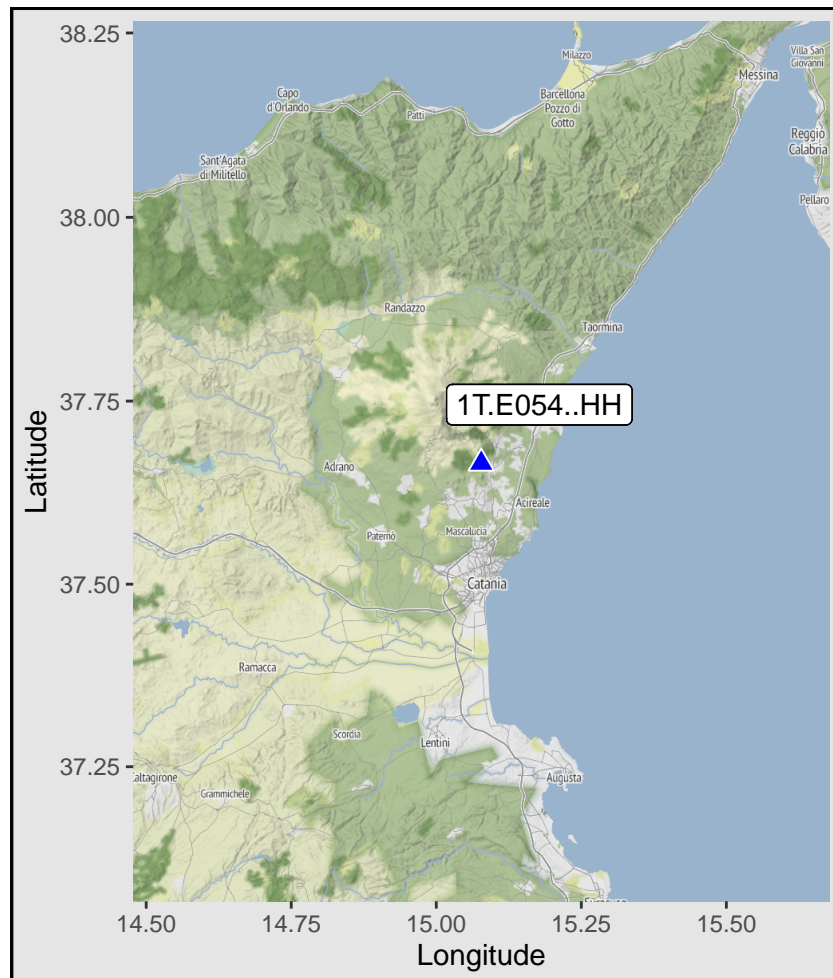 38.25
38.00
37.75
37.50
37.25
14.50
14.75
15.00
15.25
15.50
Longitude
Latitude
1T.E054..HH
Milazzo
Villa San
Giovanni
Messina
Capo
d'Orlando
Patti
Barcellona
Pozzo di
Gotto
Reggio
Calabria
Sant'Agata
di Militello
Pellaro
Randazzo
Taormina
Adrano
Acireale
Paternò
Mascalucia
Catania
Ramacca
Scordia
Lentini
Augusta
altagirone
Grammichele